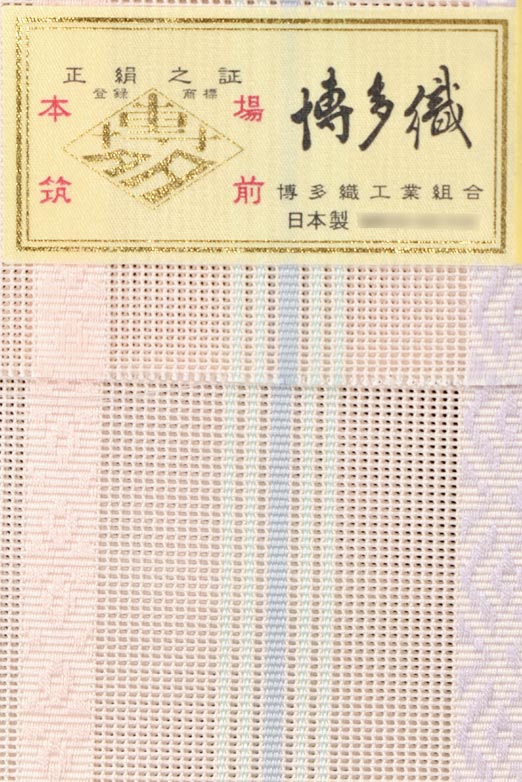 正絹之証
登録商標
本場
筑前
博多織
博多織工業組合
日本製